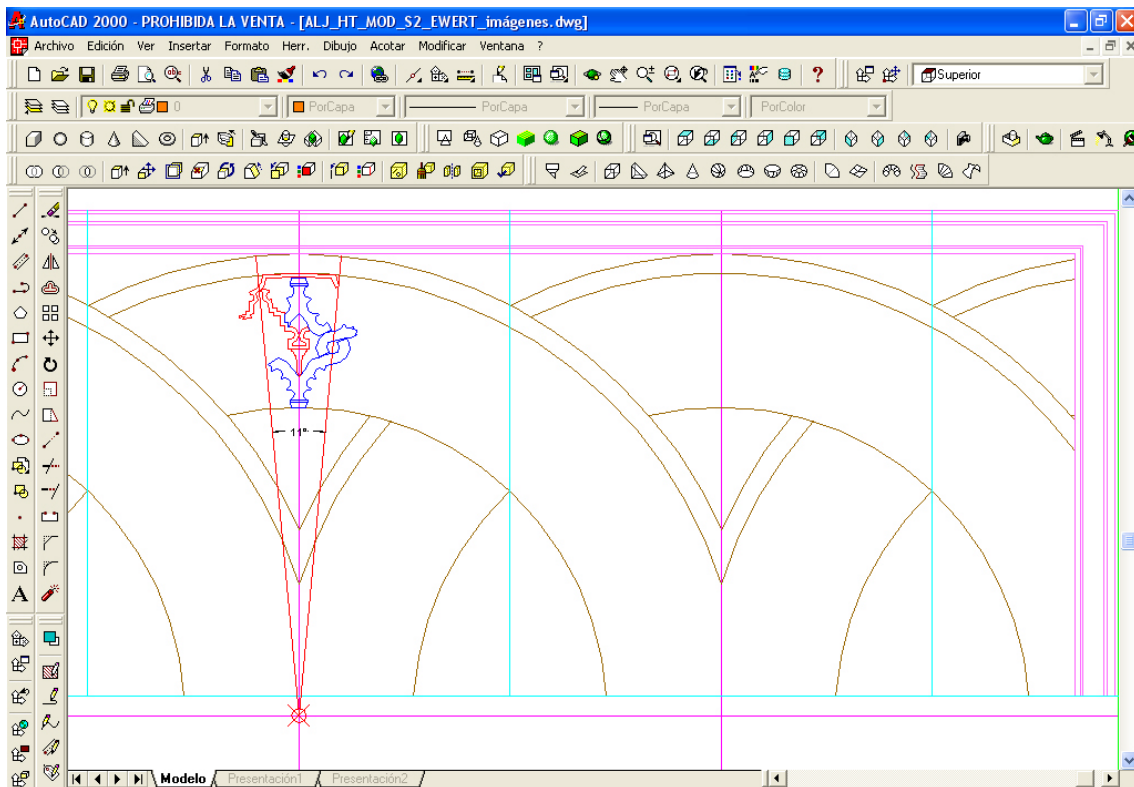 AutoCAD 2000 - PROHIBIDA LA VENTA - [ALJ_HT_MOD_S2_EWERT_imágenes.dwg]
Archivo Edición Ver Insertar Formato Herr. Dibujo Acotar Modificar Ventana ?
Superior
0 PorCapa PorCapa PorCapa PorColor
11°
A
Modelo Presentación1 Presentación2